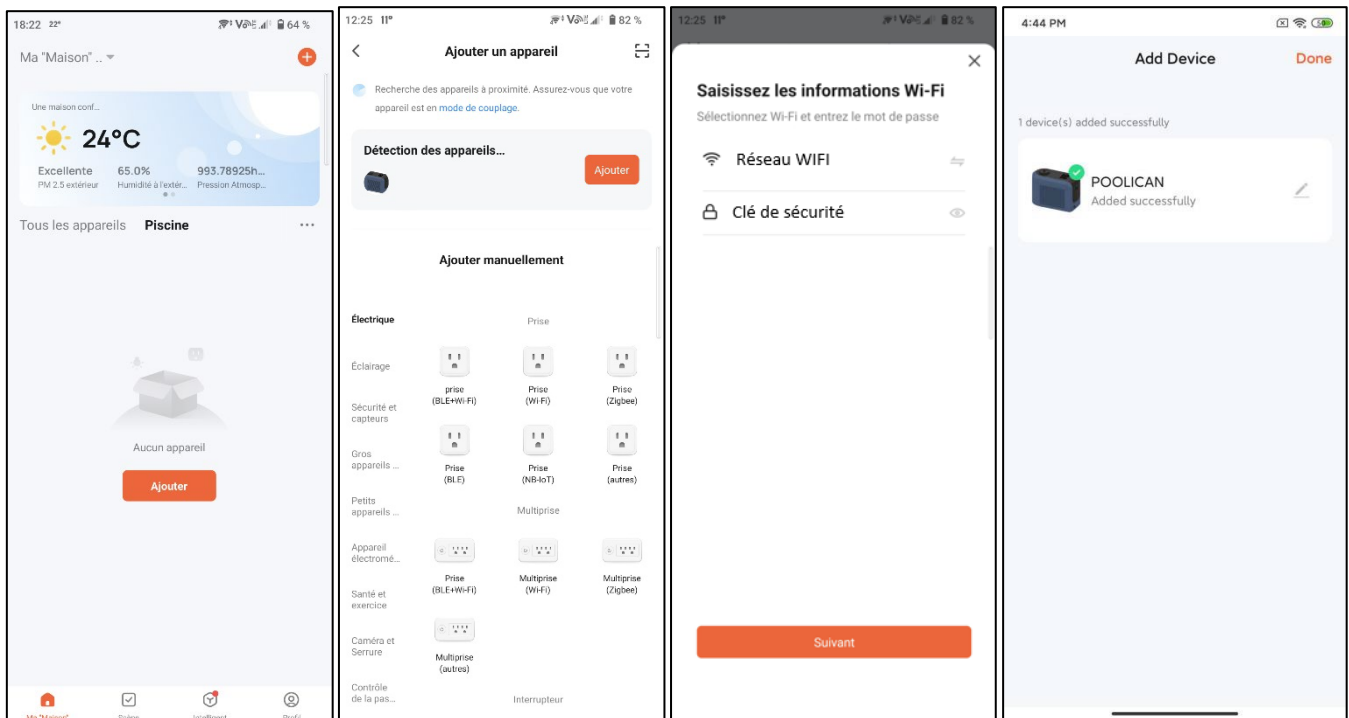 18:22 22°
64 %
Ma "Maison" ..
Une maison conf...
24°C
Excellente 65.0% 993.78925h...
PM 2.5 extérieur Humidité à l'extér... Pression Atmosp...
Tous les appareils Piscine ...
Aucun appareil
Ajouter
Ma "Maison" Scène Intelligent Profil
12:25 11°
82 %
Ajouter un appareil
Recherche des appareils à proximité. Assurez-vous que votre
appareil est en mode de couplage.
Détection des appareils...
Ajouter
Ajouter manuellement
Électrique
Éclairage
Sécurité et
capteurs
Gros
appareils ...
Petits
appareils ...
Appareil
électromé...
Santé et
exercice
Caméra et
Serrure
Contrôle
de la pas...
Prise
prise
(BLE+Wi-Fi)
Prise
(Wi-Fi)
Prise
(Zigbee)
Prise
(BLE)
Prise
(NB-IoT)
Prise
(autres)
Multiprise
Prise
(BLE+Wi-Fi)
Multiprise
(Wi-Fi)
Multiprise
(Zigbee)
Multiprise
(autres)
Interrupteur
12:25 11°
82 %
Saisissez les informations Wi-Fi
Sélectionnez Wi-Fi et entrez le mot de passe
Réseau WIFI
Clé de sécurité
Suivant
4:44 PM
50
Add Device Done
1 device(s) added successfully
POOLICAN
Added successfully